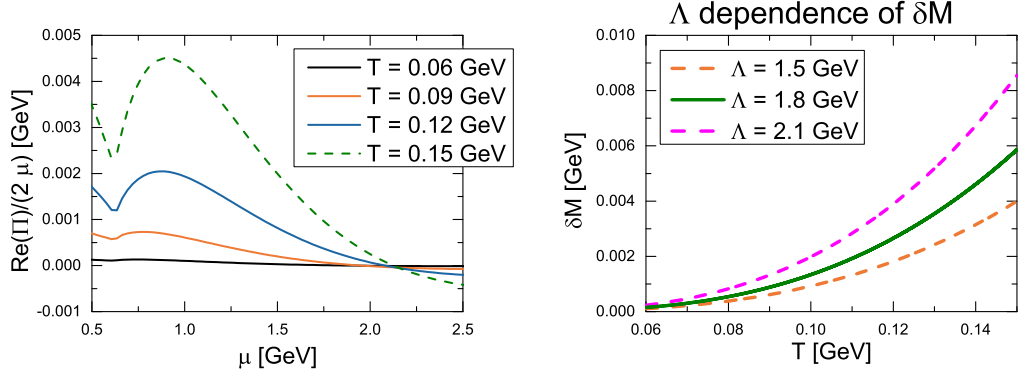 Λ dependence of δM
0.005
0.004
0.003
0.002
0.001
0.000
-0.001
Re(Π)/(2 μ) [GeV]
T = 0.06 GeV
T = 0.09 GeV
T = 0.12 GeV
T = 0.15 GeV
0.5 1.0 1.5 2.0 2.5
μ [GeV]
0.010
0.008
0.006
0.004
0.002
0.000
δM [GeV]
Λ = 1.5 GeV
Λ = 1.8 GeV
Λ = 2.1 GeV
0.06 0.08 0.10 0.12 0.14
T [GeV]